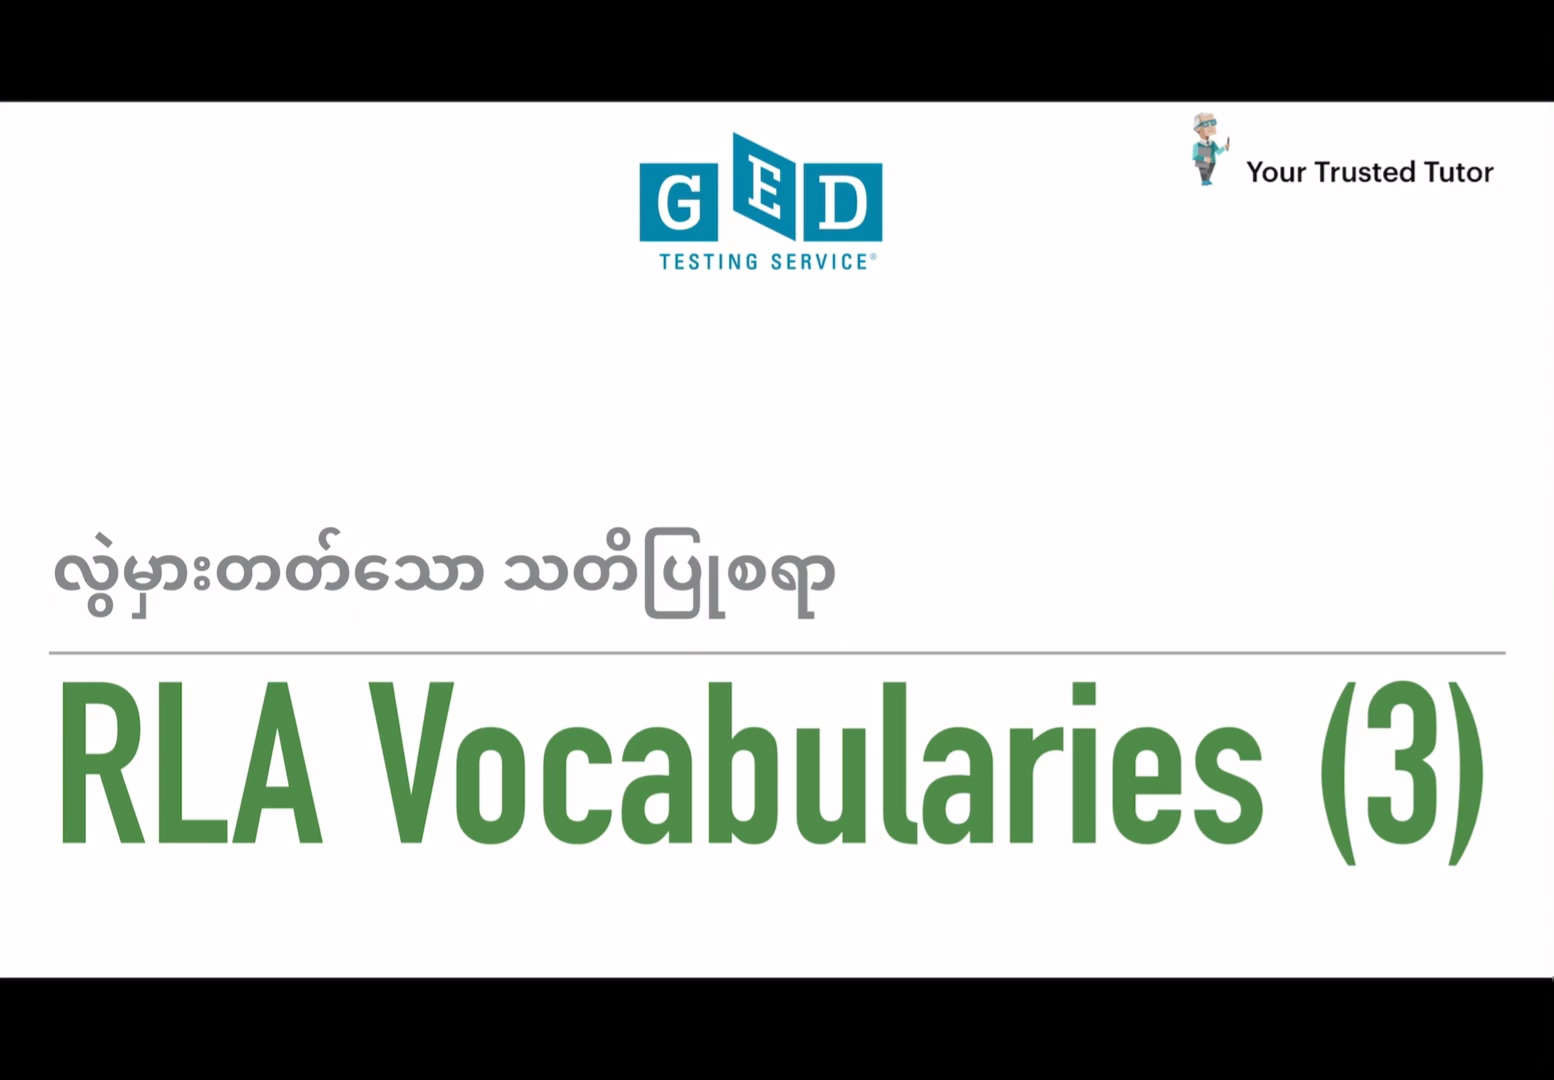 GED
TESTING SERVICE®
Your Trusted Tutor
လွဲမှားတတ်သော သတိပြုစရာ
RLA Vocabularies (3)